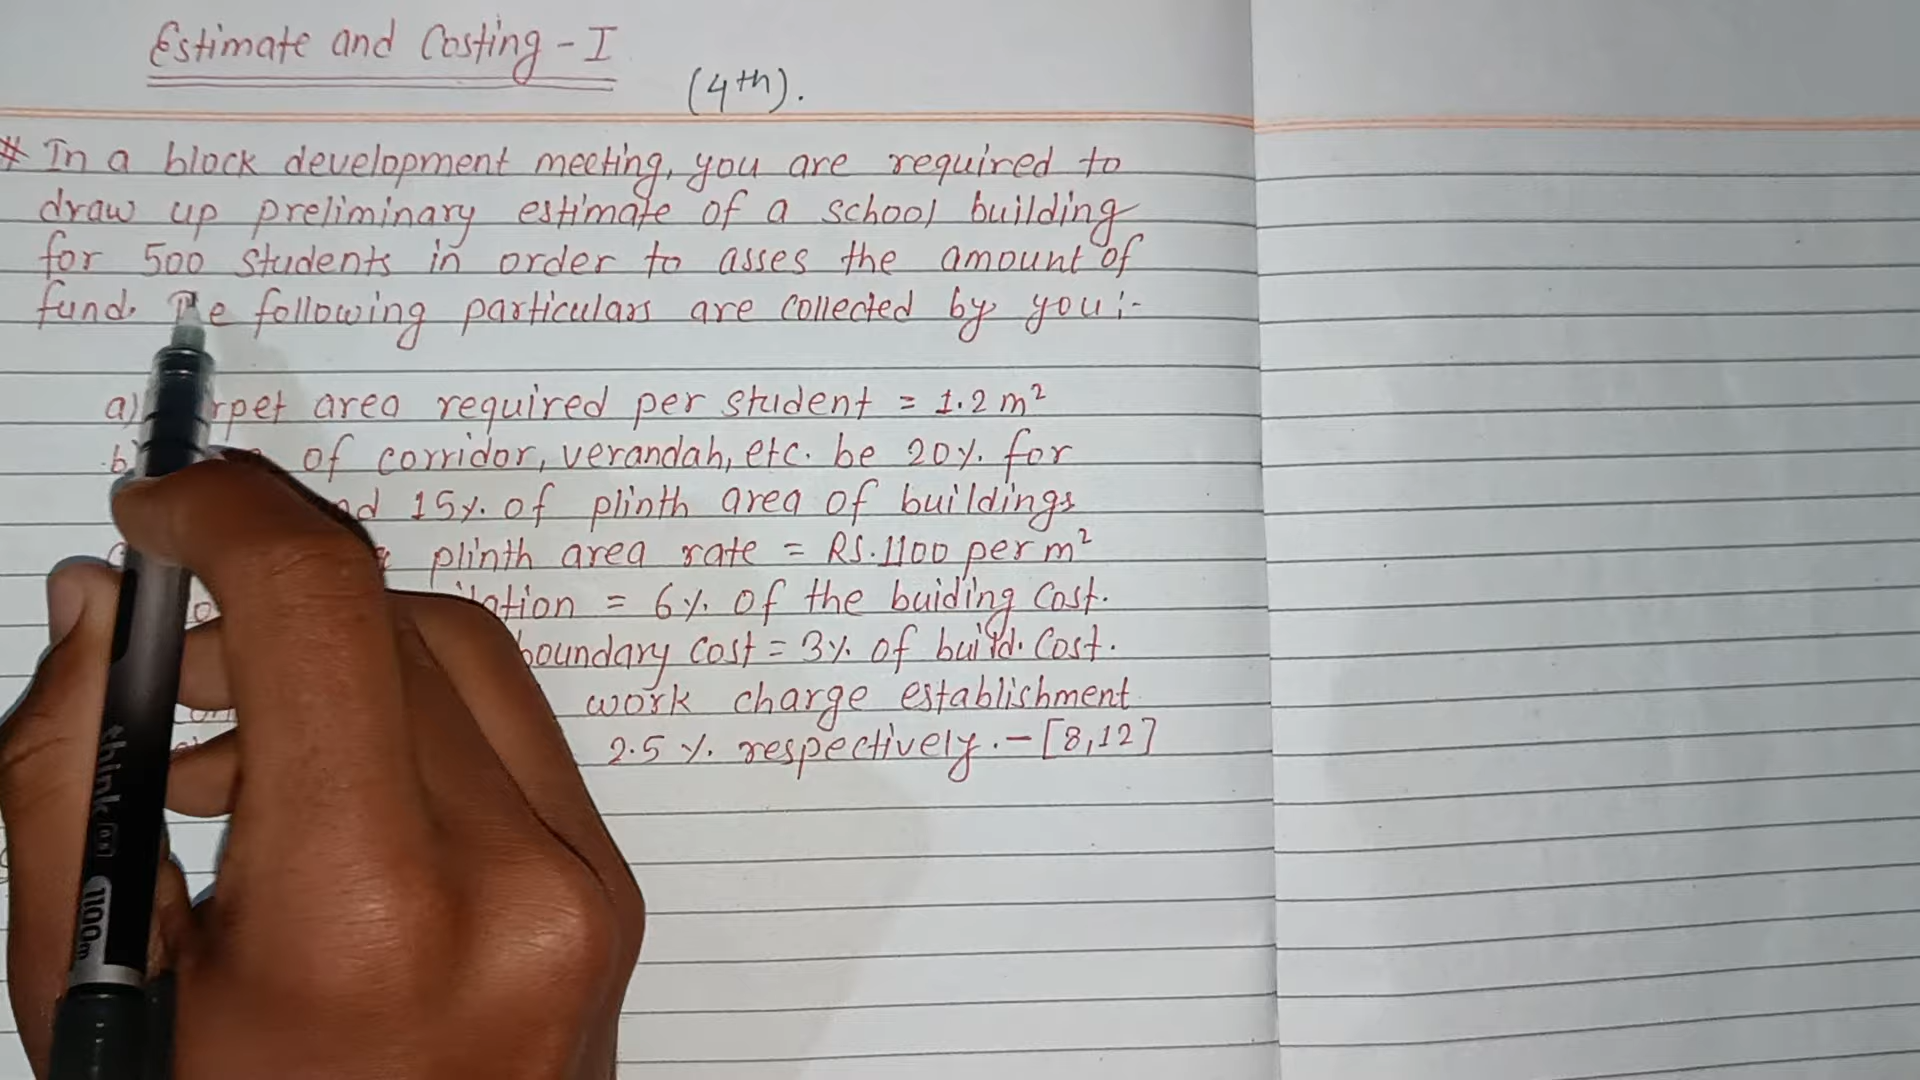 Estimate and Costing - I
(4th).
# In a block development meeting, you are required to
draw up preliminary estimate of a school building
for 500 students in order to asses the amount of
fund. The following particulars are collected by you :-
a) rpet area required per student = 1.2 m²
b) of corridor, verandah, etc. be 20%. for
15%. of plinth area of buildings
plinth area rate = RS. 1100 per m²
= 6%. of the buiding Cost.
boundary cost = 3%. of build. Cost.
work charge establishment
2.5 %. respectively. - [8,12]
think
1100m